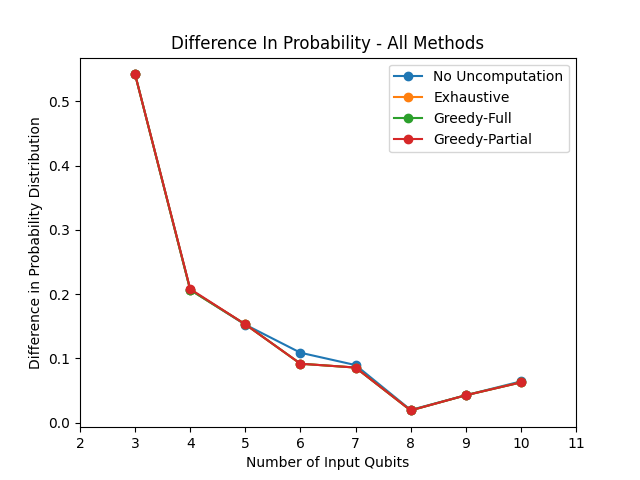 Difference In Probability - All Methods
No Uncomputation
Exhaustive
Greedy-Full
Greedy-Partial
Difference in Probability Distribution
0.5
0.4
0.3
0.2
0.1
0.0
2 3 4 5 6 7 8 9 10 11
Number of Input Qubits